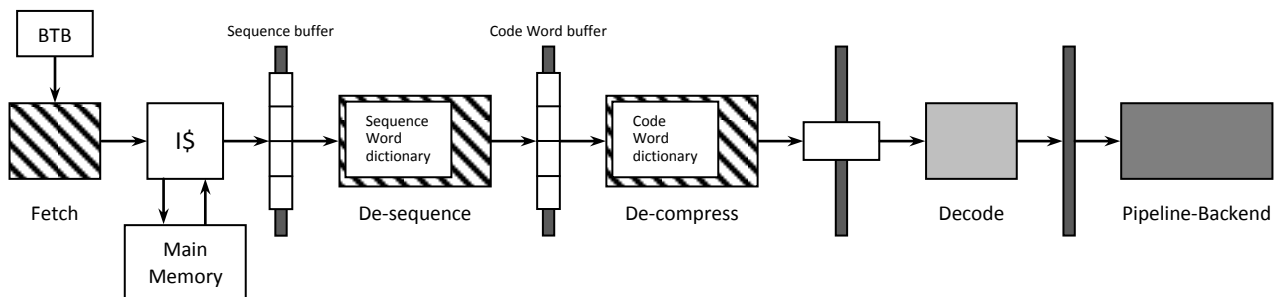 BTB
Sequence buffer
Code Word buffer
I$
Sequence
Word
dictionary
Code
Word
dictionary
Fetch
De-sequence
De-compress
Decode
Pipeline-Backend
Main
Memory